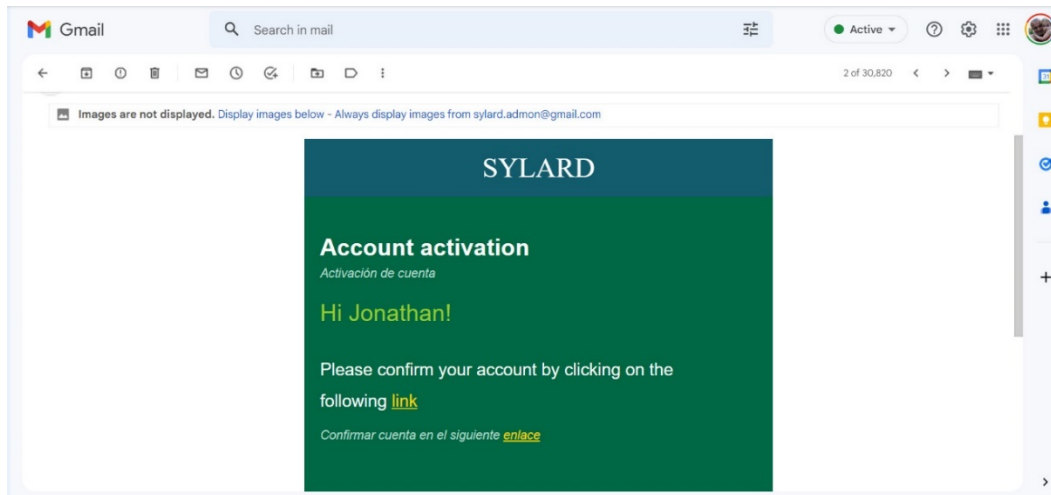 Gmail
Search in mail
Active
2 of 30,820
Images are not displayed. Display images below - Always display images from sylard.admon@gmail.com
SYLARD
Account activation
Activación de cuenta
Hi Jonathan!
Please confirm your account by clicking on the
following link
Confirmar cuenta en el siguiente enlace